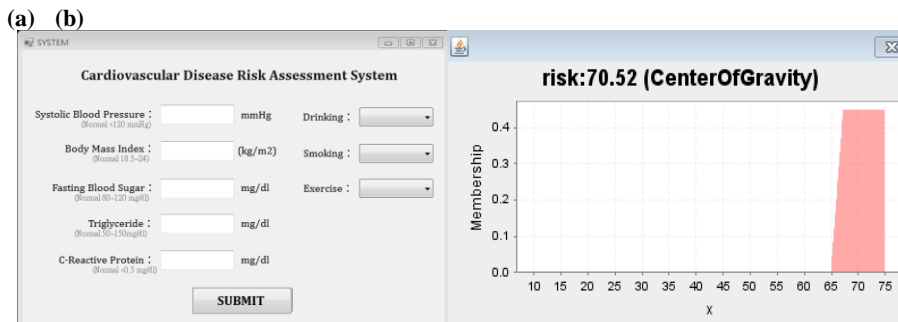 (a) (b)
SYSTEM
Cardiovascular Disease Risk Assessment System
Systolic Blood Pressure : mmHg Drinking :
(Normal <120 mmHg)
Body Mass Index : (kg/m2) Smoking :
(Normal 18.5~24)
Fasting Blood Sugar : mg/dl Exercise :
(Normal 80~120 mg/dl)
Triglyceride : mg/dl
(Normal 50~150mg/dl)
C-Reactive Protein : mg/dl
(Normal <0.5 mg/dl)
SUBMIT
risk:70.52 (CenterOfGravity)
Membership
0.4
0.3
0.2
0.1
0.0
10 15 20 25 30 35 40 45 50 55 60 65 70 75
X